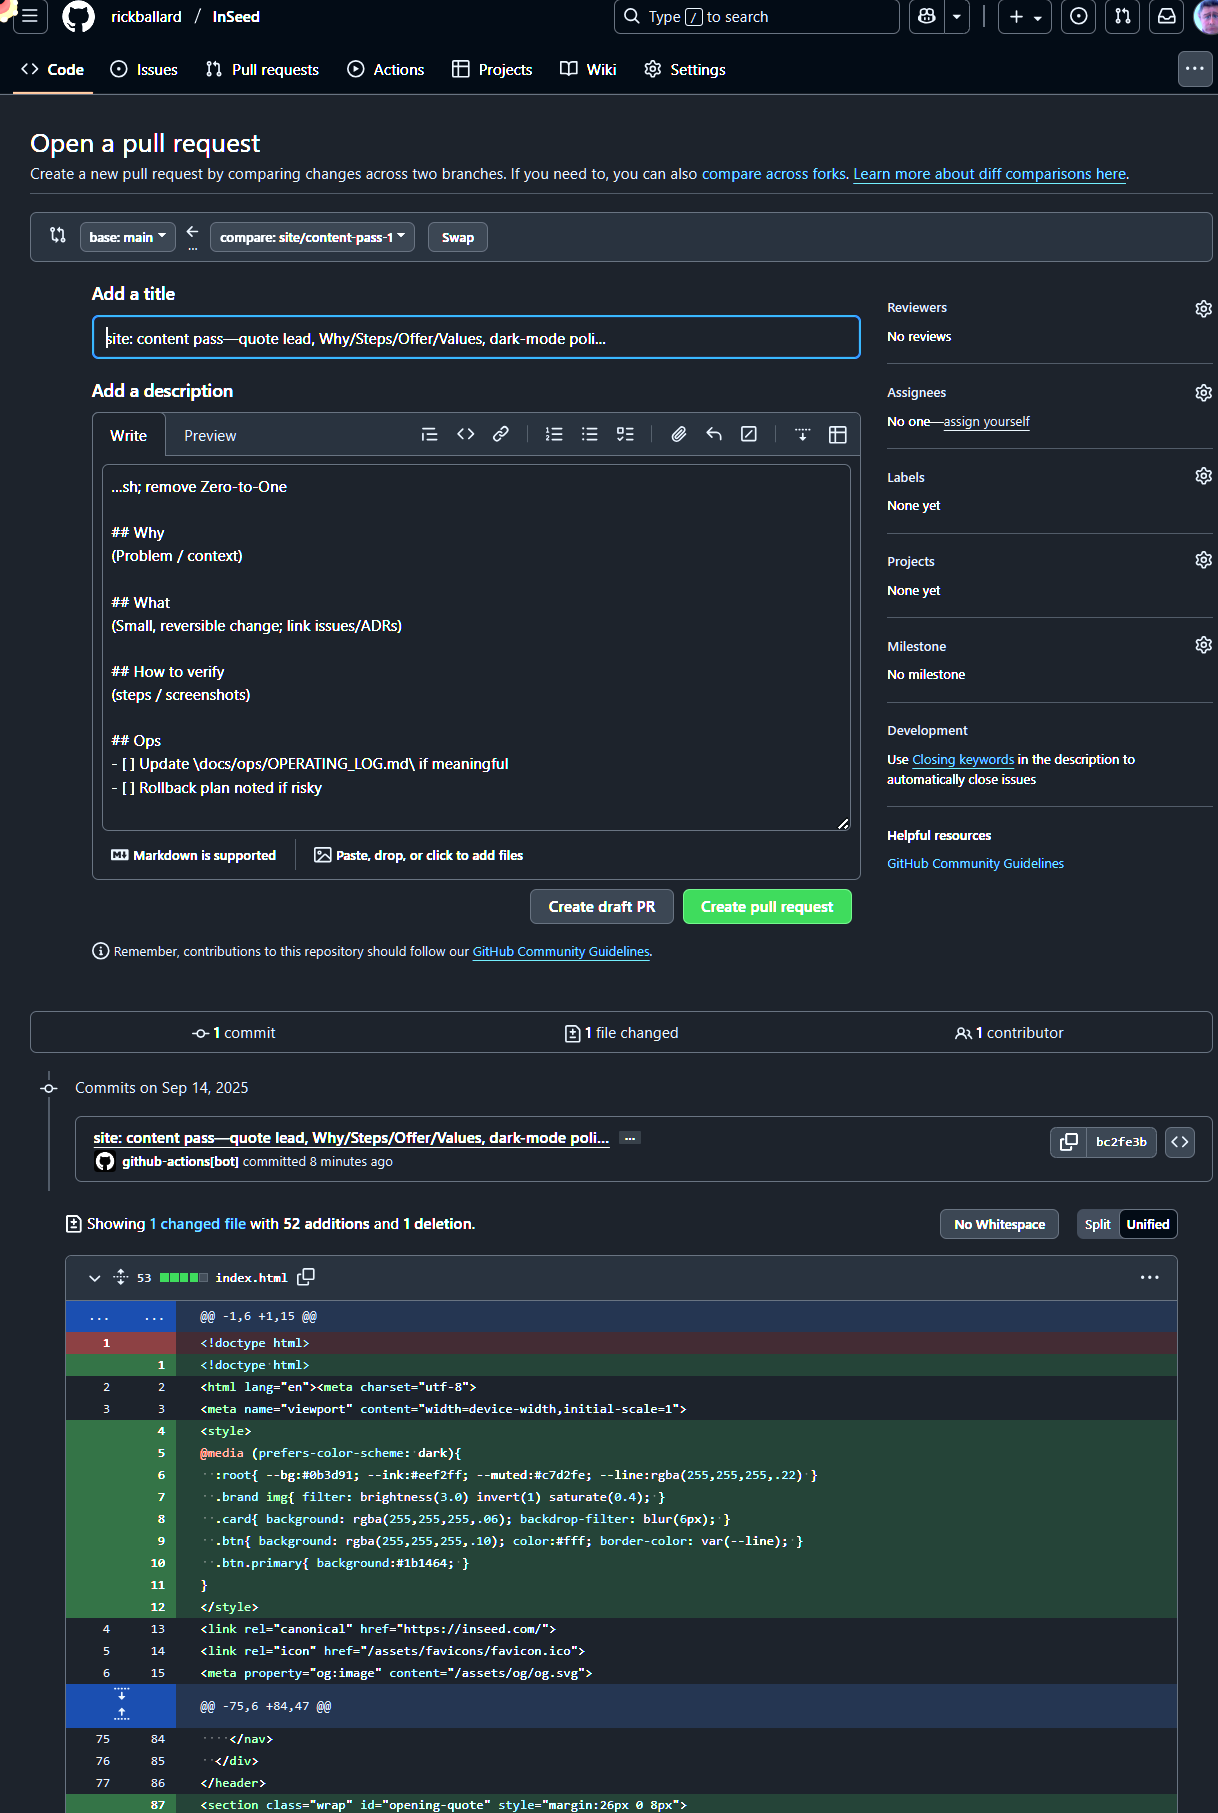 rickballard / InSeed
Type / to search
Code Issues Pull requests Actions Projects Wiki Settings
Open a pull request
Create a new pull request by comparing changes across two branches. If you need to, you can also compare across forks. Learn more about diff comparisons here.
base: main compare: site/content-pass-1 Swap
Add a title
site: content pass—quote lead, Why/Steps/Offer/Values, dark-mode poli...
Add a description
Write Preview
...sh; remove Zero-to-One
## Why
(Problem / context)
## What
(Small, reversible change; link issues/ADRs)
## How to verify
(steps / screenshots)
## Ops
- [ ] Update \docs/ops/OPERATING_LOG.md\ if meaningful
- [ ] Rollback plan noted if risky
Markdown is supported
Paste, drop, or click to add files
Create draft PR Create pull request
Remember, contributions to this repository should follow our GitHub Community Guidelines.
Reviewers
No reviews
Assignees
No one—assign yourself
Labels
None yet
Projects
None yet
Milestone
No milestone
Development
Use Closing keywords in the description to
automatically close issues
Helpful resources
GitHub Community Guidelines
1 commit 1 file changed 1 contributor
Commits on Sep 14, 2025
site: content pass—quote lead, Why/Steps/Offer/Values, dark-mode poli... ...
github-actions[bot] committed 8 minutes ago
bc2fe3b
Showing 1 changed file with 52 additions and 1 deletion.
No Whitespace Split Unified
53 index.html
... ... @@ -1,6 +1,15 @@
1 <!doctype html>
1 <!doctype·html>
2 2 <html lang="en"><meta charset="utf-8">
3 3 <meta name="viewport" content="width=device-width,initial-scale=1">
4 <style>
5 @media (prefers-color-scheme:·dark){
6 ··:root{ --bg:#0b3d91; --ink:#eef2ff; --muted:#c7d2fe; --line:rgba(255,255,255,.22)·}
7 ··.brand img{ filter: brightness(3.0) invert(1) saturate(0.4);·}
8 ··.card{ background: rgba(255,255,255,.06); backdrop-filter: blur(6px);·}
9 ··.btn{ background: rgba(255,255,255,.10); color:#fff; border-color: var(--line);·}
10 ··.btn.primary{ background:#1b1464;·}
11 }
12 </style>
4 13 <link rel="canonical" href="https://inseed.com/">
5 14 <link rel="icon" href="/assets/favicons/favicon.ico">
6 15 <meta property="og:image" content="/assets/og/og.svg">
@@ -75,6 +84,47 @@
75 84 ····</nav>
76 85 ··</div>
77 86 </header>
87 <section class="wrap" id="opening-quote" style="margin:26px 0 8px">